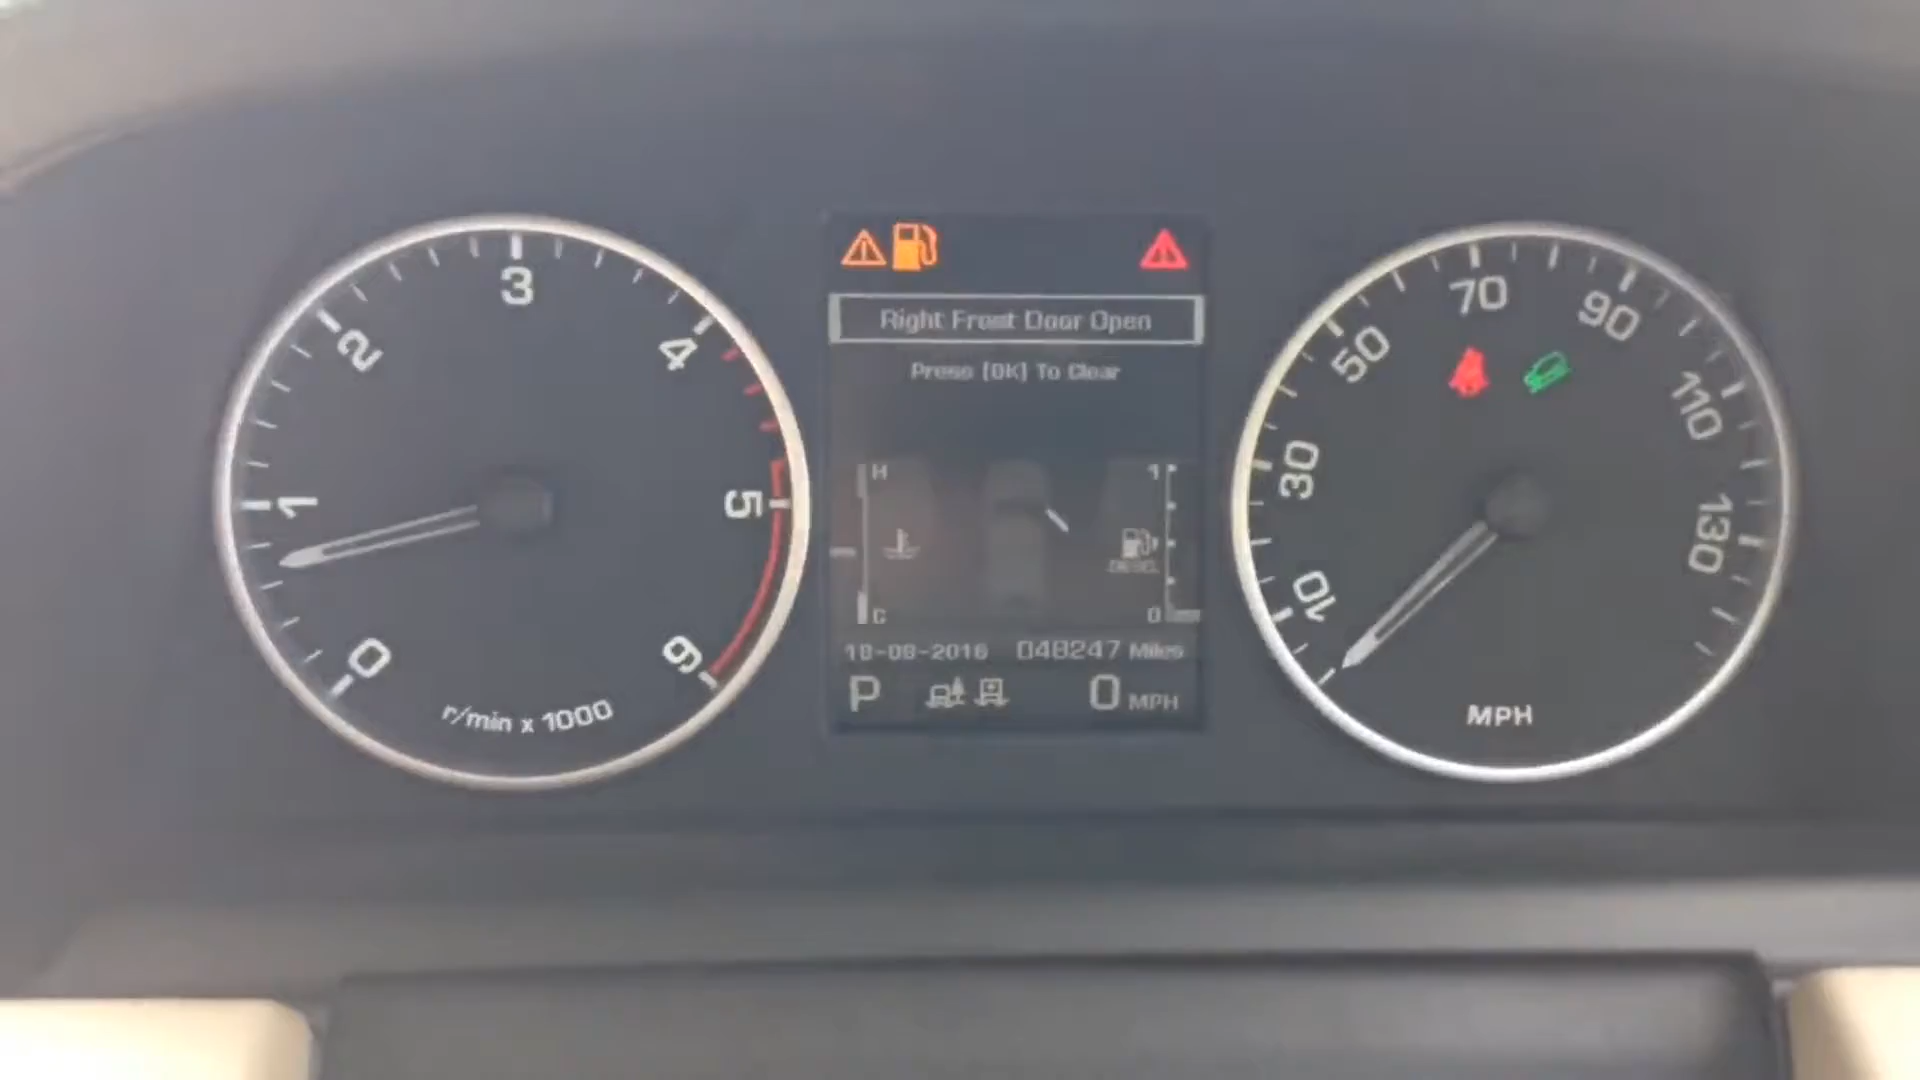 0
1
2
3
4
5
6
r/min x 1000
Right Front Door Open
Press (OK) To Clear
H
C
1
DIESEL
0
18-08-2016 048247 Miles
P 0 MPH
10
30
50
70
90
110
130
MPH